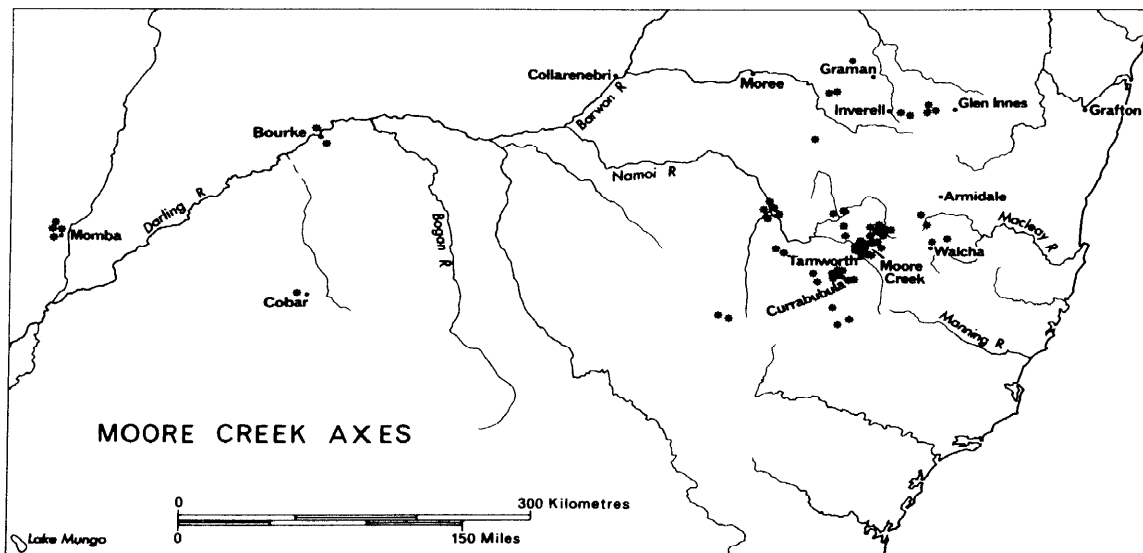 Collarenebri
Moree
Graman
Inverell
Glen Innes
Grafton
Barwon R
Bourke
Namoi R
Darling R
Bogan R
Momba
Cobar
Armidale
Macleay R
Walcha
Tamworth
Moore
Creek
Currabubula
Manning R
MOORE CREEK AXES
0 300 Kilometres
0 150 Miles
Lake Mungo